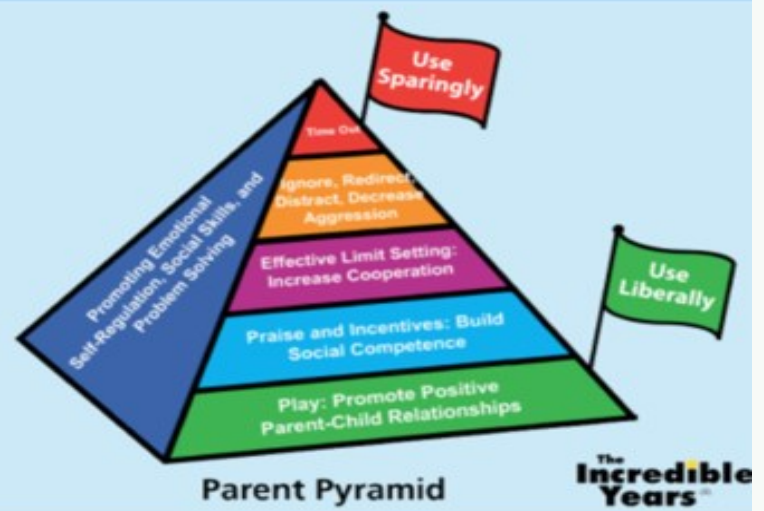 Use
Sparingly
Time Out
Ignore, Redirect,
Distract, Decrease
Aggression
Effective Limit Setting:
Increase Cooperation
Praise and Incentives: Build
Social Competence
Play: Promote Positive
Parent-Child Relationships
Promoting Emotional
Self-Regulation, Social Skills, and
Problem Solving
Use
Liberally
Parent Pyramid
The
Incredible
Years